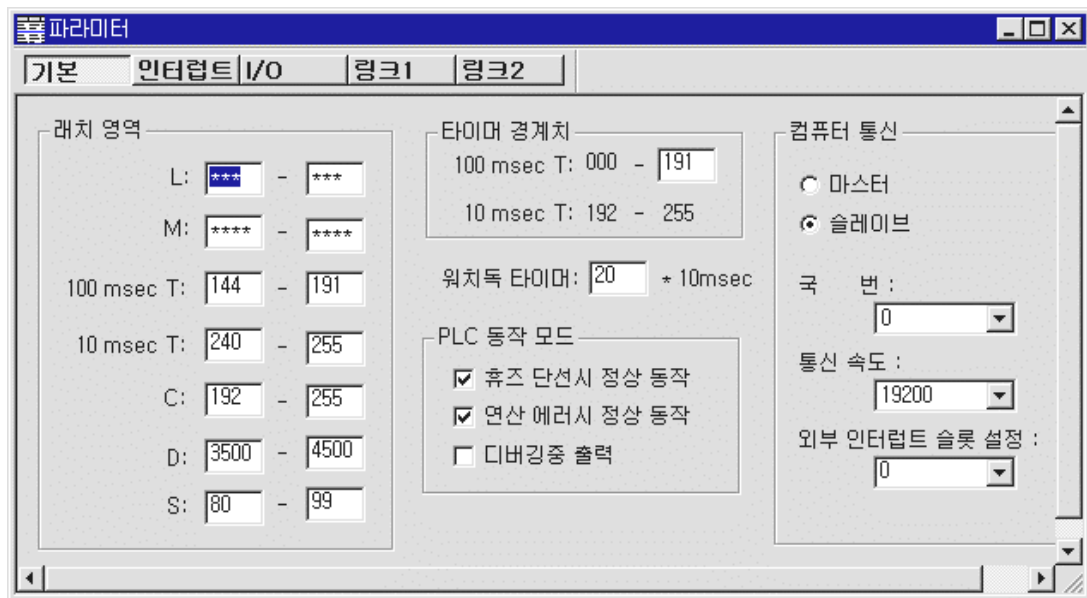 파라미터
기본 인터럽트 I/O 링크1 링크2
래치 영역
L: *** - ***
M: **** - ****
100 msec T: 144 - 191
10 msec T: 240 - 255
C: 192 - 255
D: 3500 - 4500
S: 80 - 99
타이머 경계치
100 msec T: 000 - 191
10 msec T: 192 - 255
워치독 타이머: 20 * 10msec
PLC 동작 모드
휴즈 단선시 정상 동작
연산 에러시 정상 동작
디버깅중 출력
컴퓨터 통신
마스터
슬레이브
국 번 :
0
통신 속도 :
19200
외부 인터럽트 슬롯 설정 :
0